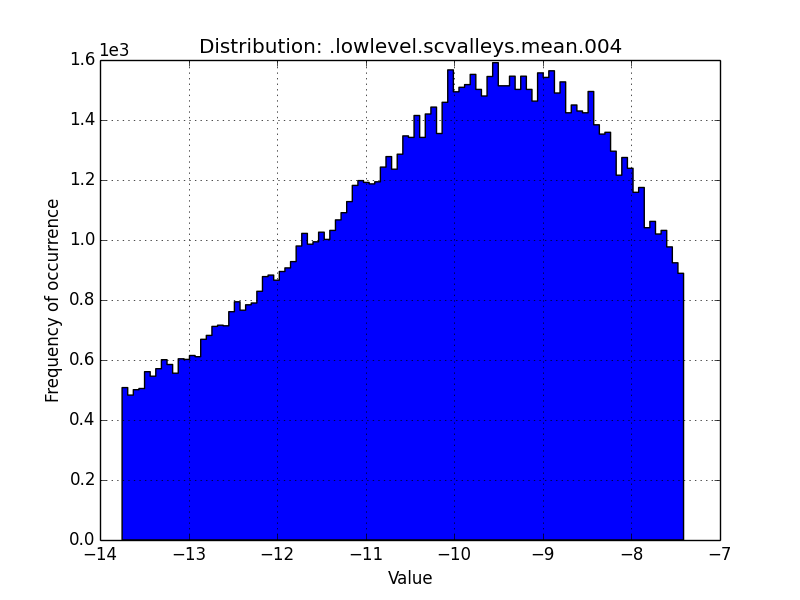 Distribution: .lowlevel.scvalleys.mean.004
1e3
1.6
1.4
1.2
1.0
0.8
0.6
0.4
0.2
0.0
Frequency of occurrence
−14 −13 −12 −11 −10 −9 −8 −7
Value